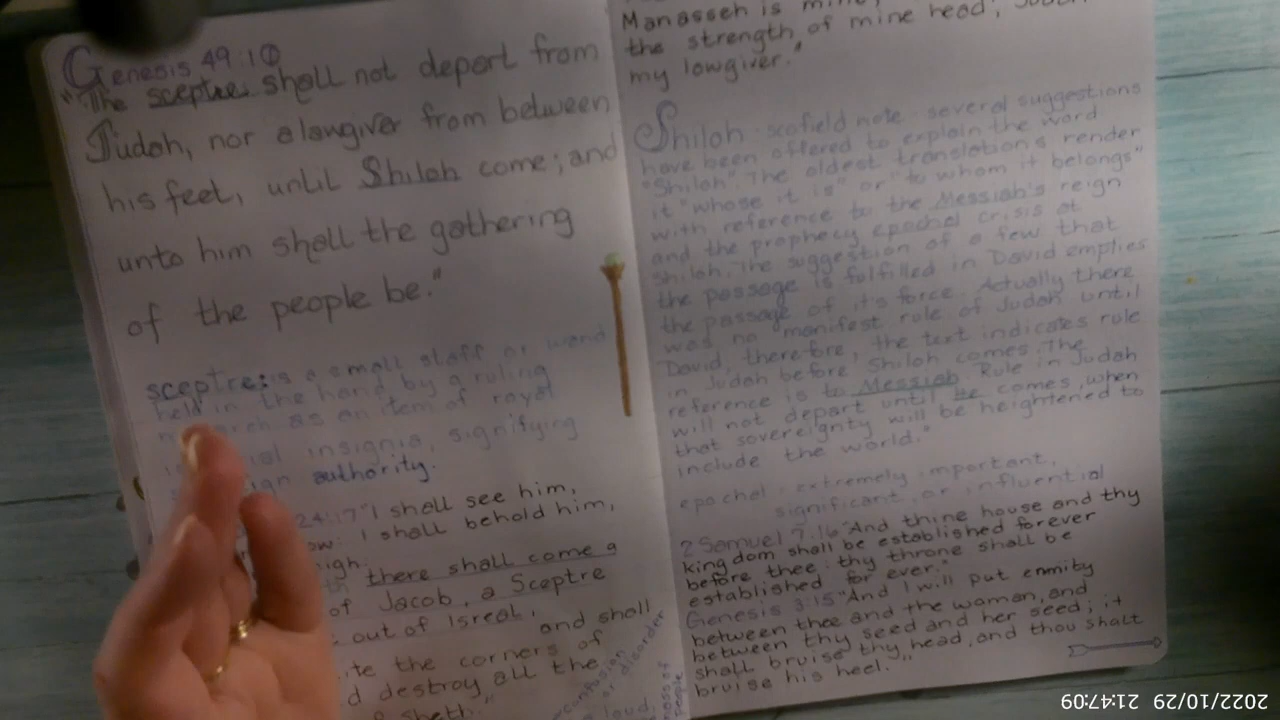 Genesis 49:10
"The sceptre shall not depart from
Judah, nor a lawgiver from between
his feet, until Shiloh come; and
unto him shall the gathering
of the people be."
sceptre: is a small staff or wand
held in the hand by a ruling
as an item of royal
insignia, signifying
authority.
24:17 "I shall see him,
I shall behold him,
there shall come a
of Jacob, a Sceptre
out of Isreal,
and shall
the corners of
destroy all the
sheth."
confusion
or disorder
loud,
people
Manasseh is mine,
the strength of mine head; Judah
my lawgiver."
Shiloh - scofield note - several suggestions
have been offered to explain the word
"Shiloh". The oldest translations render
it "whose it is" or "to whom it belongs"
with reference to the Messiah's reign
and the prophecy epochal crisis at
Shiloh. The suggestion of a few that
the passage is fulfilled in David emplies
the passage of it's force. Actually there
was no manifest rule of Judah until
David, therefore, the text indicates rule
in Judah before Shiloh comes. The
reference is to Messiah Rule in Judah
will not depart until he comes, when
that sovereignty will be heightened to
include the world."
epochal - extremely important,
significant, or influential
2 Samuel 7:16 "And thine house and thy
kingdom shall be established forever
before thee: thy throne shall be
established for ever."
Genesis 3:15 "And I will put enmity
between thee and the woman, and
between thy seed and her seed; it
shall bruise thy head, and thou shalt
bruise his heel."
2022/10/29 21:47:09